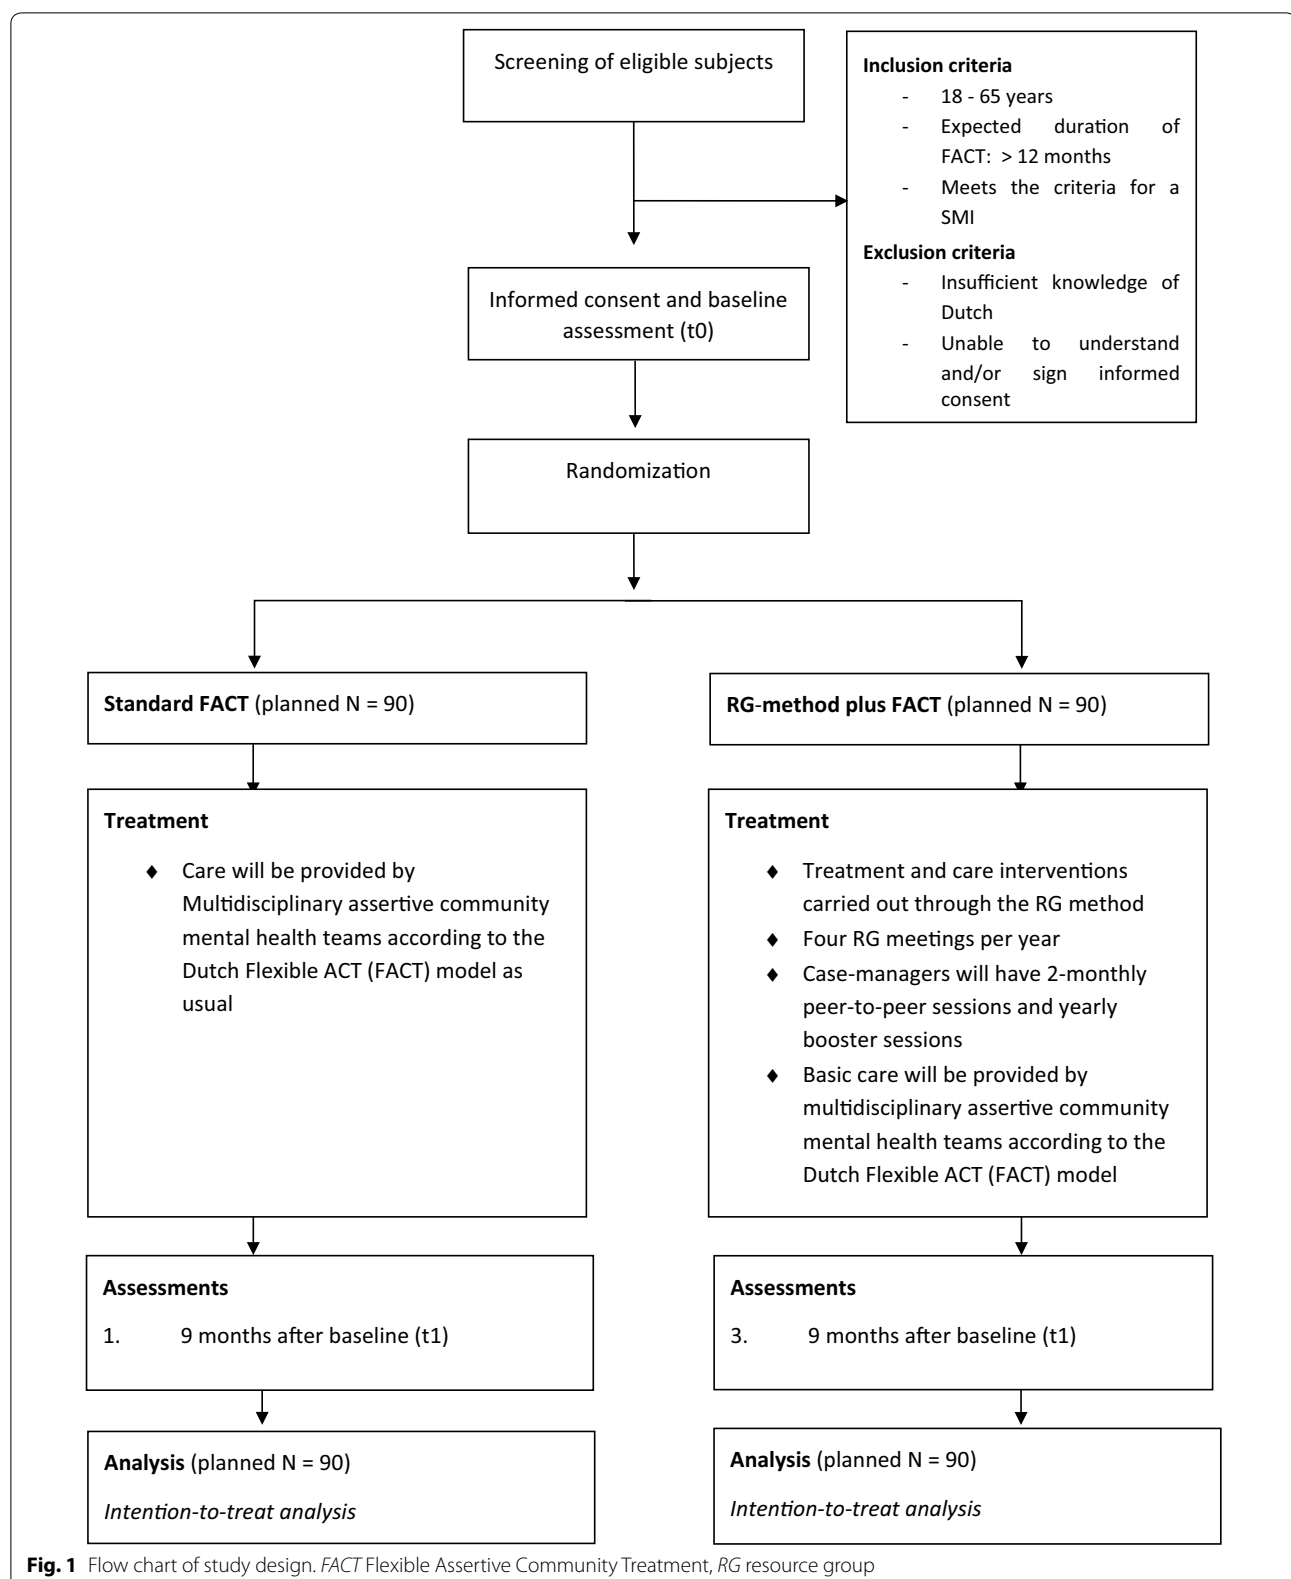 Screening of eligible subjects
Inclusion criteria
- 18 - 65 years
- Expected duration of
FACT: > 12 months
- Meets the criteria for a
SMI
Exclusion criteria
- Insufficient knowledge of
Dutch
- Unable to understand
and/or sign informed
consent
Informed consent and baseline
assessment (t0)
Randomization
Standard FACT (planned N = 90)
Treatment
♦ Care will be provided by
Multidisciplinary assertive community
mental health teams according to the
Dutch Flexible ACT (FACT) model as
usual
Assessments
1. 9 months after baseline (t1)
Analysis (planned N = 90)
Intention-to-treat analysis
RG-method plus FACT (planned N = 90)
Treatment
♦ Treatment and care interventions
carried out through the RG method
♦ Four RG meetings per year
♦ Case-managers will have 2-monthly
peer-to-peer sessions and yearly
booster sessions
♦ Basic care will be provided by
multidisciplinary assertive community
mental health teams according to the
Dutch Flexible ACT (FACT) model
Assessments
3. 9 months after baseline (t1)
Analysis (planned N = 90)
Intention-to-treat analysis
Fig. 1 Flow chart of study design. FACT Flexible Assertive Community Treatment, RG resource group